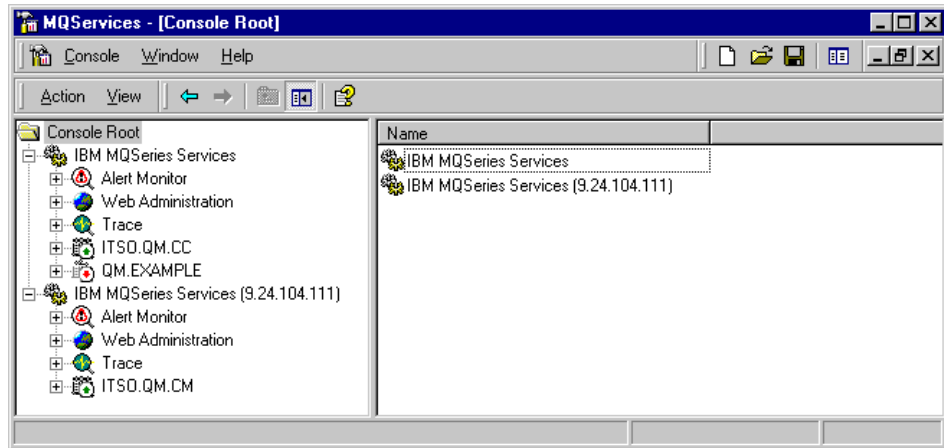 MQServices - [Console Root]
Console Window Help
Action View
Console Root
IBM MQSeries Services
Alert Monitor
Web Administration
Trace
ITSO.QM.CC
QM.EXAMPLE
IBM MQSeries Services (9.24.104.111)
Alert Monitor
Web Administration
Trace
ITSO.QM.CM
Name
IBM MQSeries Services
IBM MQSeries Services (9.24.104.111)